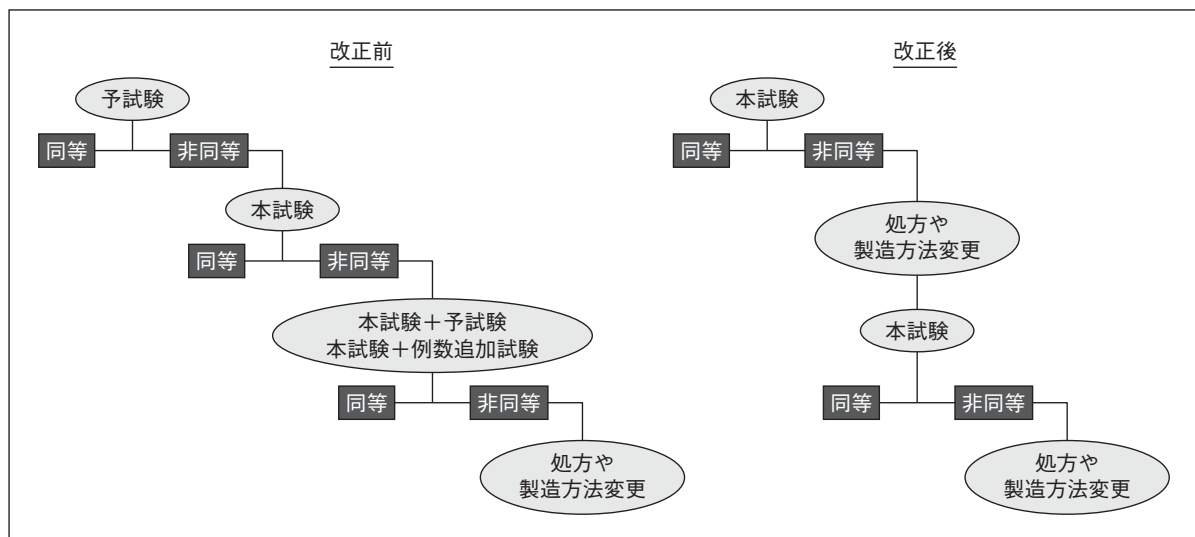 改正前
予試験
同等
非同等
本試験
同等
非同等
本試験＋予試験
本試験＋例数追加試験
同等
非同等
処方や
製造方法変更
改正後
本試験
同等
非同等
処方や
製造方法変更
本試験
同等
非同等
処方や
製造方法変更